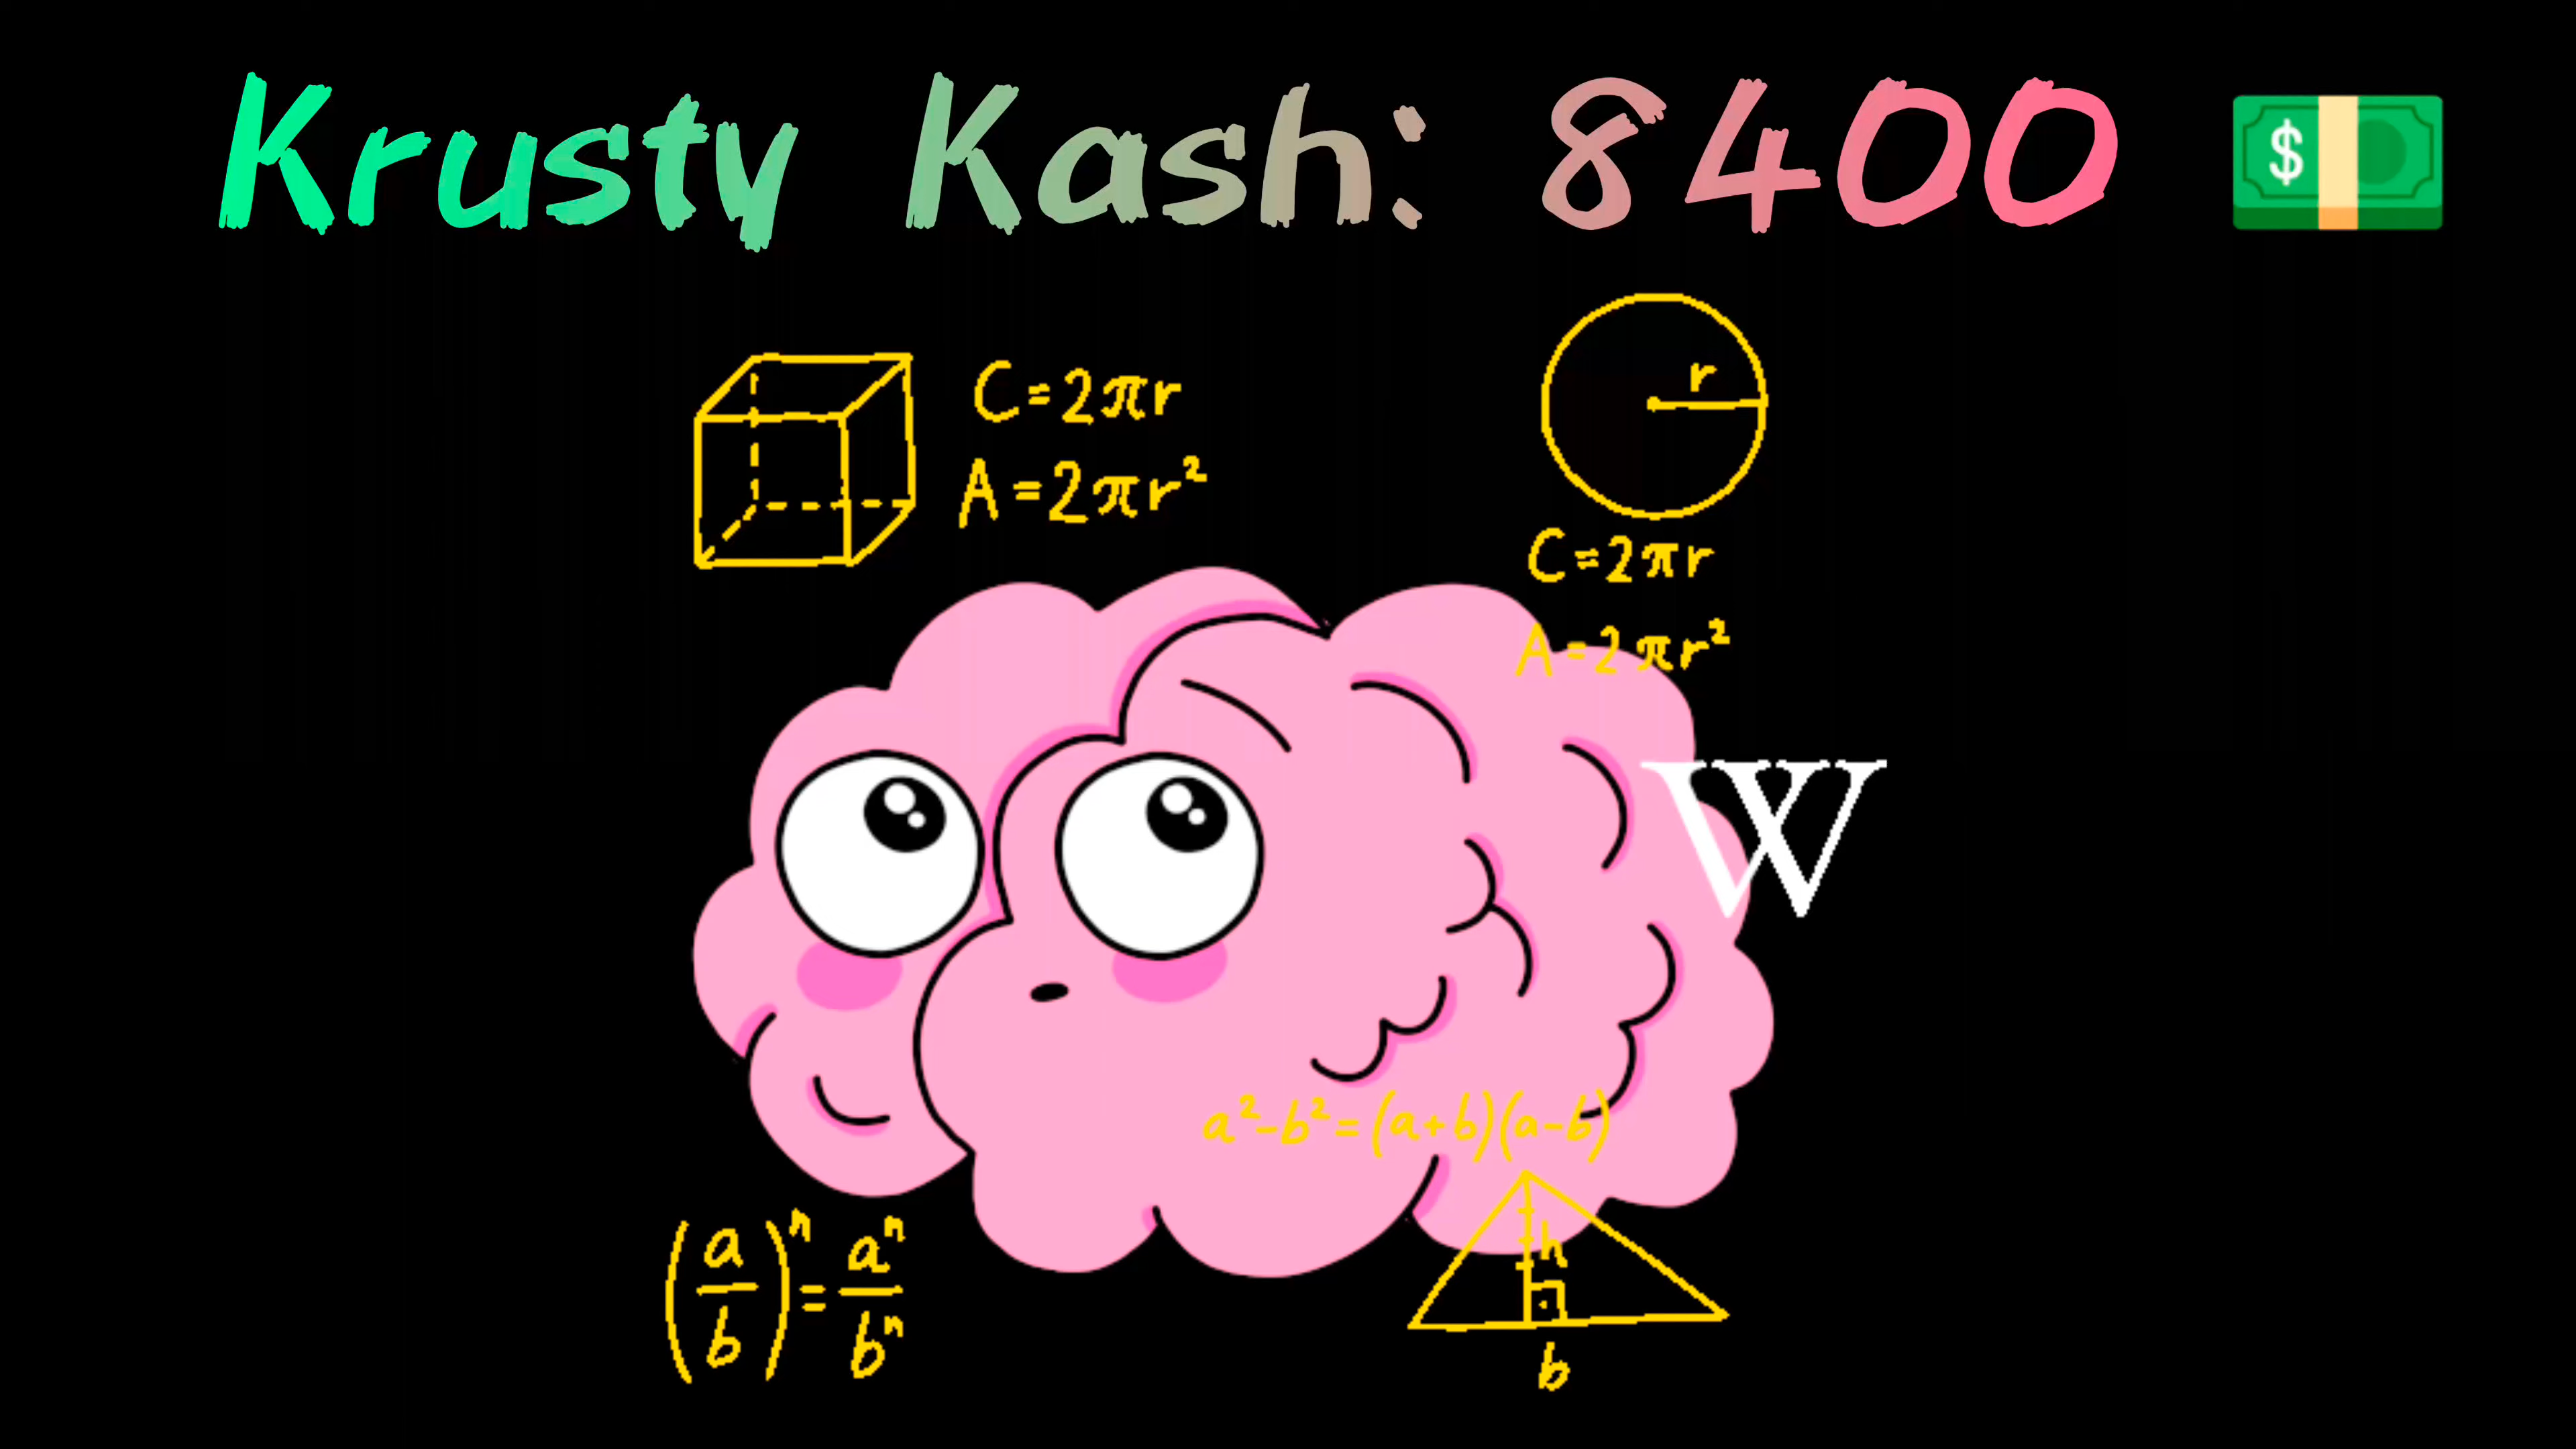 Krusty Kash: 8400
$
C=2πr
A=2πr²
r
C=2πr
A=2πr²
W
a²-b²=(a+b)(a-b)
(a/b)ⁿ=aⁿ/bⁿ
h
b